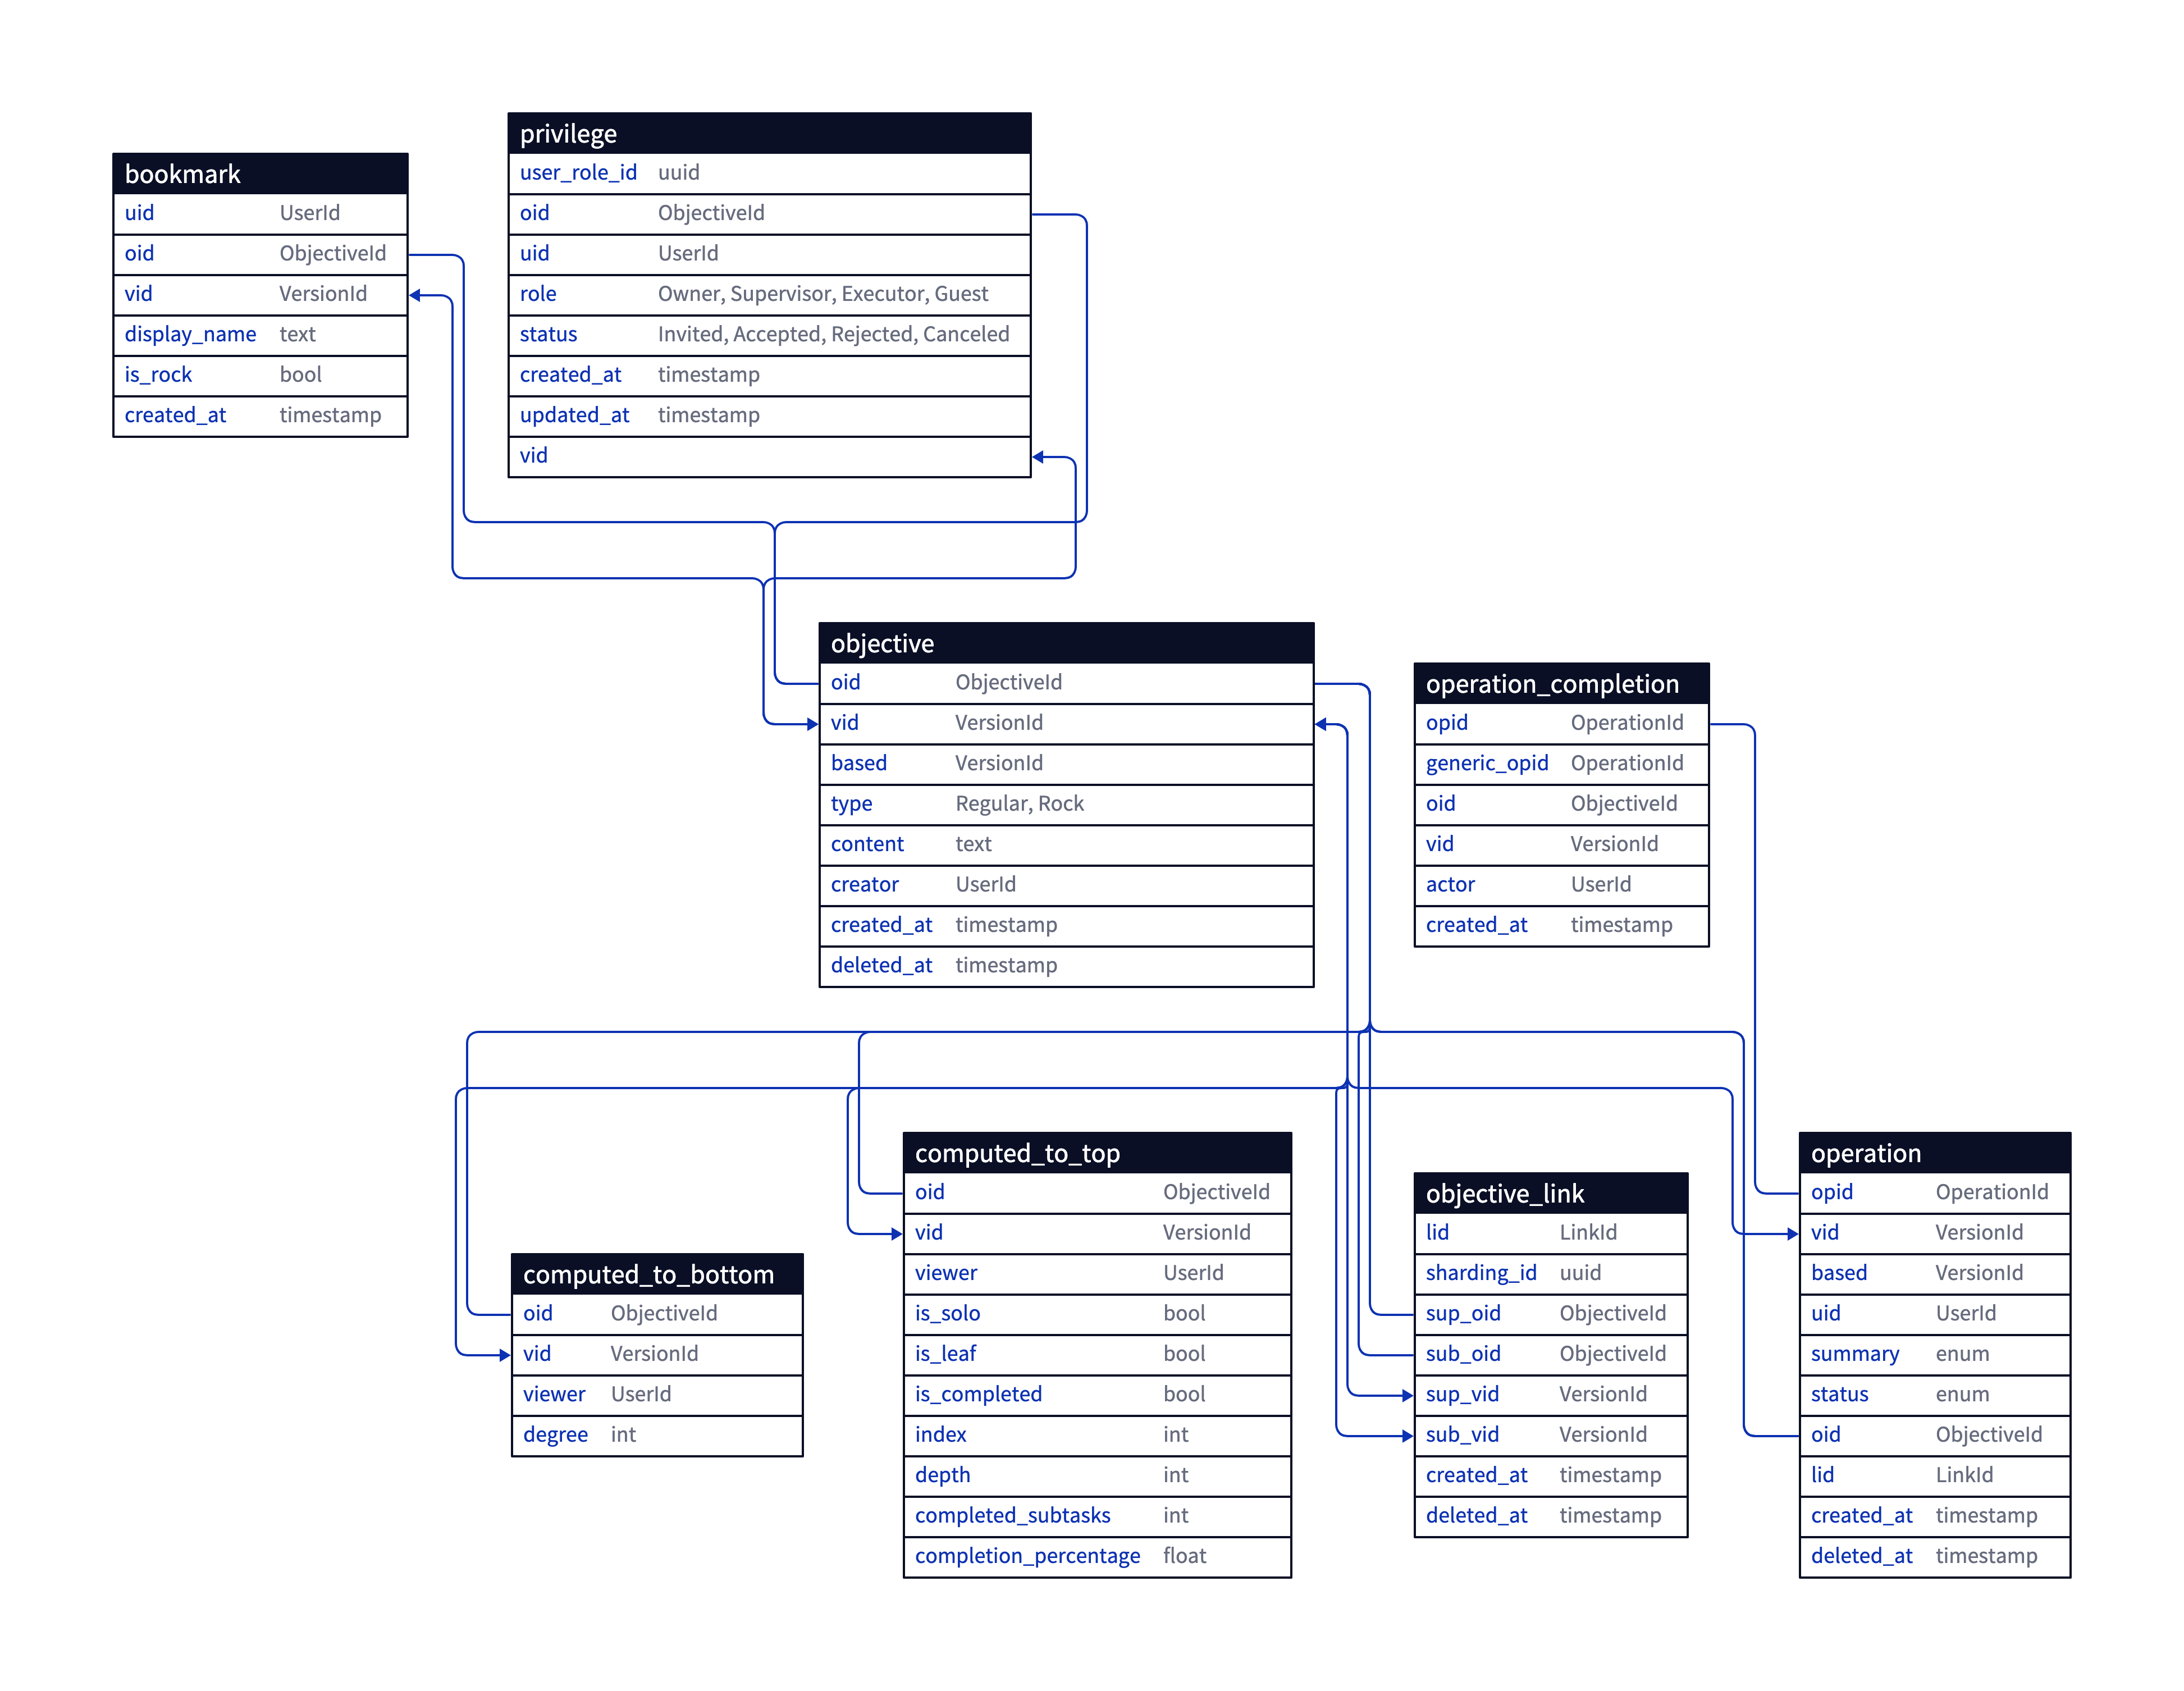 bookmark
uid UserId
oid ObjectiveId
vid VersionId
display_name text
is_rock bool
created_at timestamp
privilege
user_role_id uuid
oid ObjectiveId
uid UserId
role Owner, Supervisor, Executor, Guest
status Invited, Accepted, Rejected, Canceled
created_at timestamp
updated_at timestamp
vid
objective
oid ObjectiveId
vid VersionId
based VersionId
type Regular, Rock
content text
creator UserId
created_at timestamp
deleted_at timestamp
operation_completion
opid OperationId
generic_opid OperationId
oid ObjectiveId
vid VersionId
actor UserId
created_at timestamp
computed_to_bottom
oid ObjectiveId
vid VersionId
viewer UserId
degree int
computed_to_top
oid ObjectiveId
vid VersionId
viewer UserId
is_solo bool
is_leaf bool
is_completed bool
index int
depth int
completed_subtasks int
completion_percentage float
objective_link
lid LinkId
sharding_id uuid
sup_oid ObjectiveId
sub_oid ObjectiveId
sup_vid VersionId
sub_vid VersionId
created_at timestamp
deleted_at timestamp
operation
opid OperationId
vid VersionId
based VersionId
uid UserId
summary enum
status enum
oid ObjectiveId
lid LinkId
created_at timestamp
deleted_at timestamp